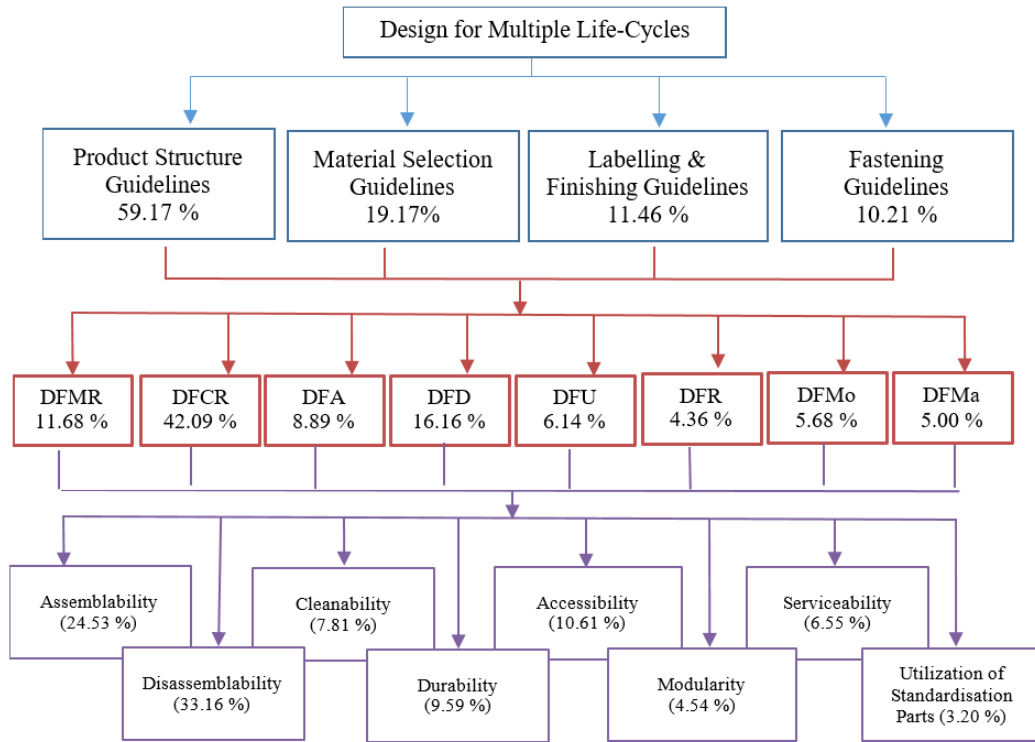 Design for Multiple Life-Cycles
Product Structure
Guidelines
59.17 %
Material Selection
Guidelines
19.17%
Labelling &
Finishing Guidelines
11.46 %
Fastening
Guidelines
10.21 %
DFMR
11.68 %
DFCR
42.09 %
DFA
8.89 %
DFD
16.16 %
DFU
6.14 %
DFR
4.36 %
DFMo
5.68 %
DFMa
5.00 %
Assemblability
(24.53 %)
Cleanability
(7.81 %)
Accessibility
(10.61 %)
Serviceability
(6.55 %)
Disassemblability
(33.16 %)
Durability
(9.59 %)
Modularity
(4.54 %)
Utilization of
Standardisation
Parts (3.20 %)